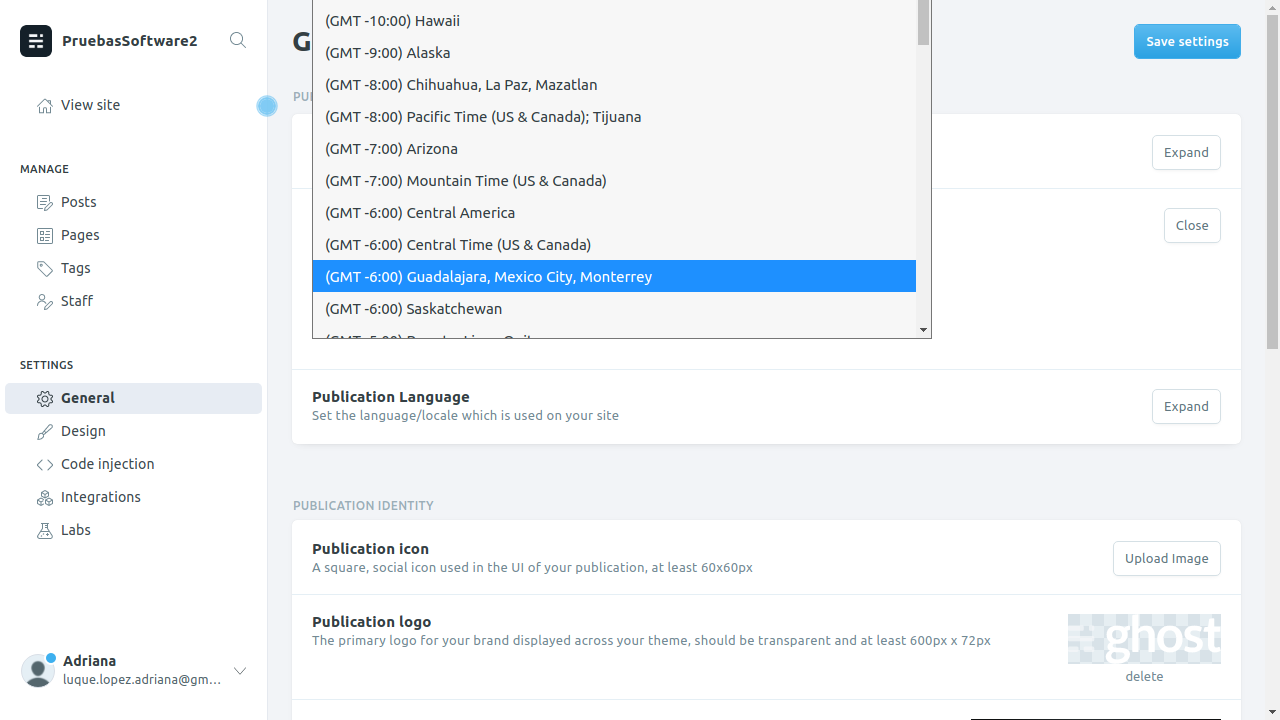 PruebasSoftware2
View site
MANAGE
Posts
Pages
Tags
Staff
SETTINGS
General
Design
Code injection
Integrations
Labs
Adriana
luque.lopez.adriana@gm…
G
Save settings
(GMT -10:00) Hawaii
(GMT -9:00) Alaska
(GMT -8:00) Chihuahua, La Paz, Mazatlan
(GMT -8:00) Pacific Time (US & Canada); Tijuana
(GMT -7:00) Arizona
(GMT -7:00) Mountain Time (US & Canada)
(GMT -6:00) Central America
(GMT -6:00) Central Time (US & Canada)
(GMT -6:00) Guadalajara, Mexico City, Monterrey
(GMT -6:00) Saskatchewan
Expand
Close
Publication Language
Set the language/locale which is used on your site
Expand
PUBLICATION IDENTITY
Publication icon
A square, social icon used in the UI of your publication, at least 60x60px
Upload Image
Publication logo
The primary logo for your brand displayed across your theme, should be transparent and at least 600px x 72px
ghost
delete